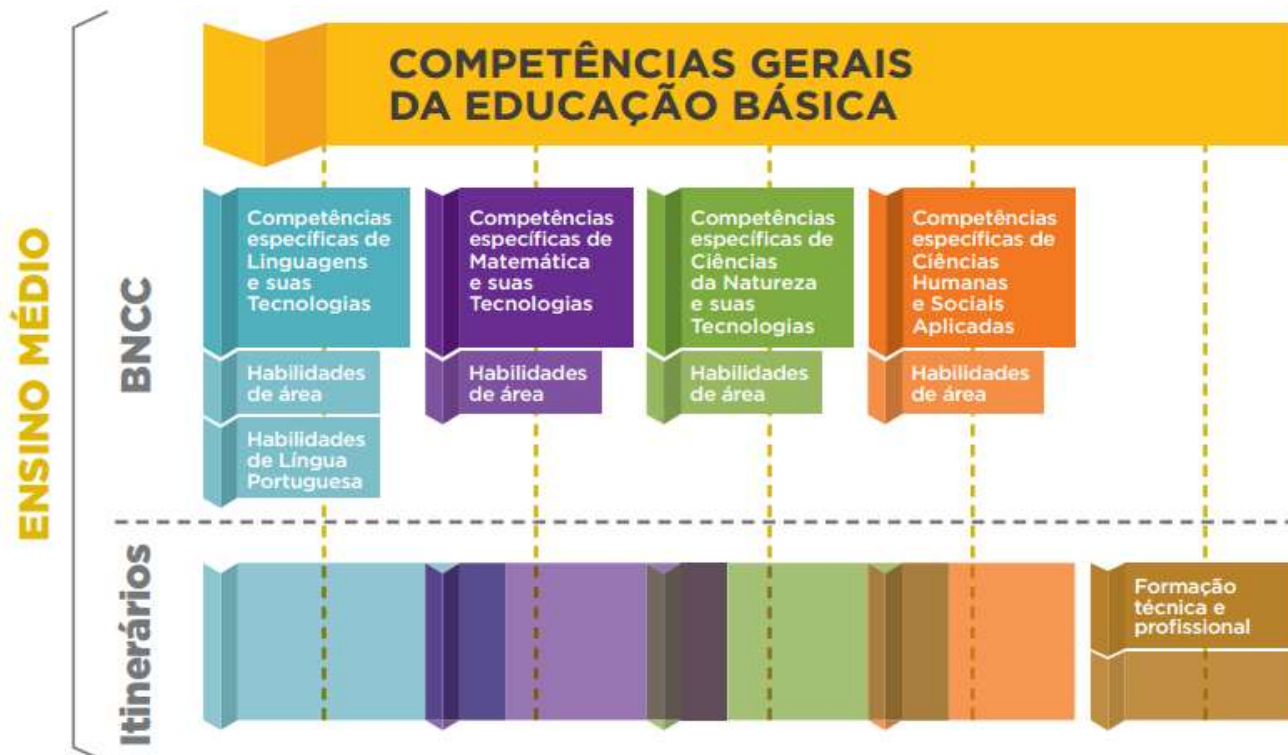 ENSINO MÉDIO
BNCC
COMPETÊNCIAS GERAIS
DA EDUCAÇÃO BÁSICA
Competências
específicas de
Linguagens
e suas
Tecnologias
Habilidades
de área
Habilidades
de Língua
Portuguesa
Competências
específicas de
Matemática
e suas
Tecnologias
Habilidades
de área
Competências
específicas de
Ciências
da Natureza
e suas
Tecnologias
Habilidades
de área
Competências
específicas de
Ciências
Humanas
e Sociais
Aplicadas
Habilidades
de área
Itinerários
Formação
técnica e
profissional